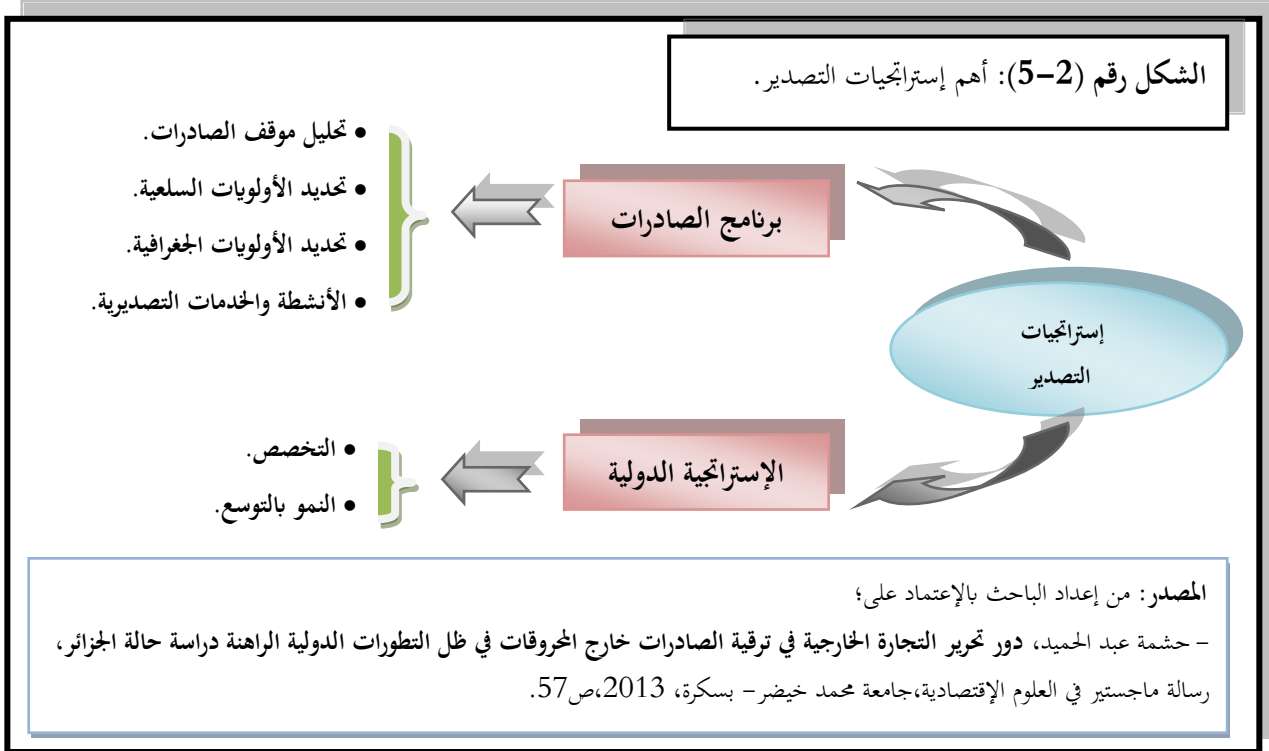 الشكل رقم (2–5): أهم إستراتجيات التصدير.
• تحليل موقف الصادرات.
• تحديد الأولويات السلعية.
• تحديد الأولويات الجغرافية.
• الأنشطة والخدمات التصديرية.
برنامج الصادرات
إستراتجيات
التصدير
الإستراتجية الدولية
• التخصص.
• النمو بالتوسع.
المصدر: من إعداد الباحث بالإعتماد على؛
– حشمة عبد الحميد، دور تحرير التجارة الخارجية في ترقية الصادرات خارج المحروقات في ظل التطورات الدولية الراهنة دراسة حالة الجزائر،
رسالة ماجستير في العلوم الإقتصادية،جامعة محمد خيضر– بسكرة، 2013،ص57.